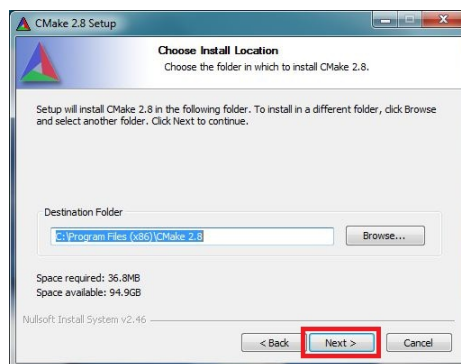 CMake 2.8 Setup
Choose Install Location
Choose the folder in which to install CMake 2.8.
Setup will install CMake 2.8 in the following folder. To install in a different folder, click Browse
and select another folder. Click Next to continue.
Destination Folder
C:\Program Files (x86)\CMake 2.8
Browse...
Space required: 36.8MB
Space available: 94.9GB
Nullsoft Install System v2.46
< Back
Next >
Cancel